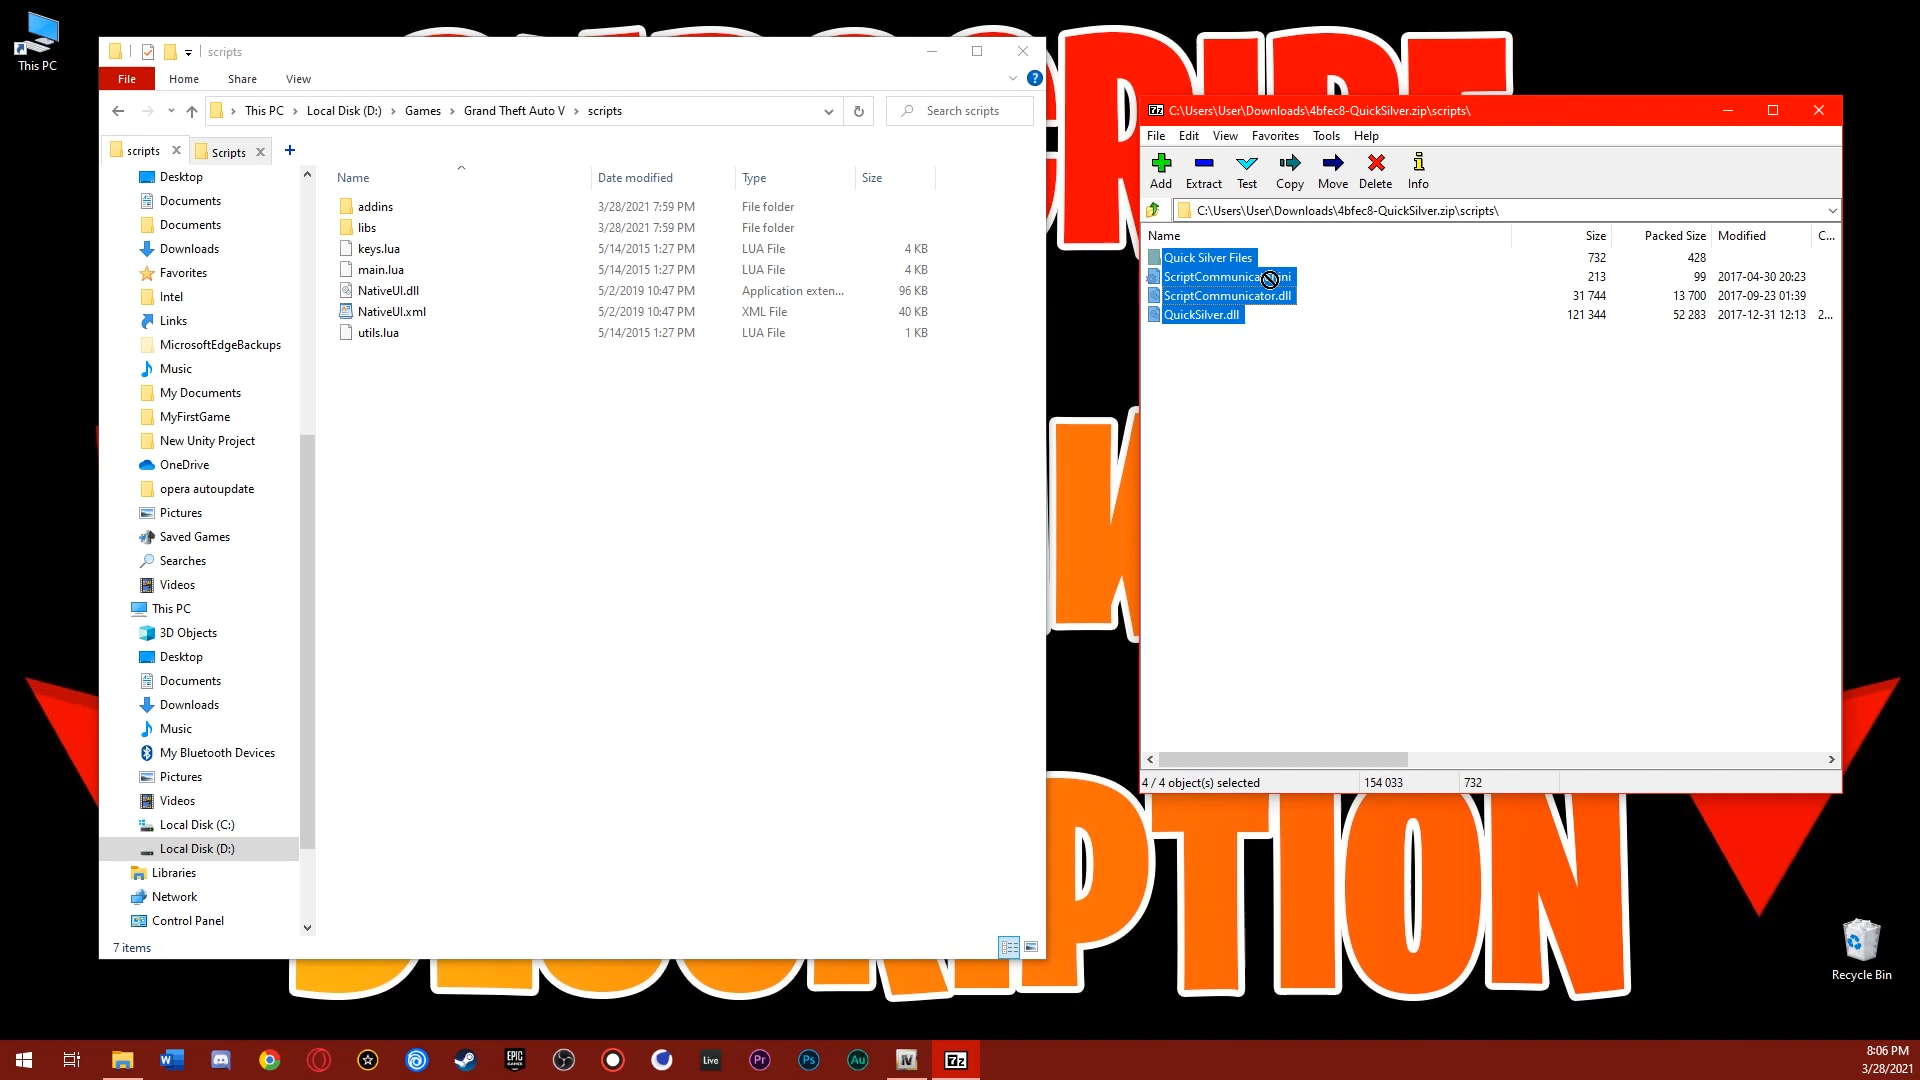 This PC
scripts
File
Home
Share
View
This PC
Local Disk (D:)
Games
Grand Theft Auto V
scripts
Search scripts
scripts
Scripts
Desktop
Documents
Documents
Downloads
Favorites
Intel
Links
MicrosoftEdgeBackups
Music
My Documents
MyFirstGame
New Unity Project
OneDrive
opera autoupdate
Pictures
Saved Games
Searches
Videos
This PC
3D Objects
Desktop
Documents
Downloads
Music
My Bluetooth Devices
Pictures
Videos
Local Disk (C:)
Local Disk (D:)
Libraries
Network
Control Panel
Name Date modified Type Size
addins 3/28/2021 7:59 PM File folder
libs 3/28/2021 7:59 PM File folder
keys.lua 5/14/2015 1:27 PM LUA File 4 KB
main.lua 5/14/2015 1:27 PM LUA File 4 KB
NativeUI.dll 5/2/2019 10:47 PM Application exten... 96 KB
NativeUI.xml 5/2/2019 10:47 PM XML File 40 KB
utils.lua 5/14/2015 1:27 PM LUA File 1 KB
7 items
7z C:\Users\User\Downloads\4bfec8-QuickSilver.zip\scripts\
File Edit View Favorites Tools Help
Add Extract Test Copy Move Delete Info
C:\Users\User\Downloads\4bfec8-QuickSilver.zip\scripts\
Name Size Packed Size Modified C...
Quick Silver Files 732 428
213 99 2017-04-30 20:23
ScriptCommunicator.dll 31 744 13 700 2017-09-23 01:39
QuickSilver.dll 121 344 52 283 2017-12-31 12:13 2...
4 / 4 object(s) selected 154 033 732
Recycle Bin
EPIC GAMES
Live
Pr
Ps
Au
IV
7z
8:06 PM
3/28/2021